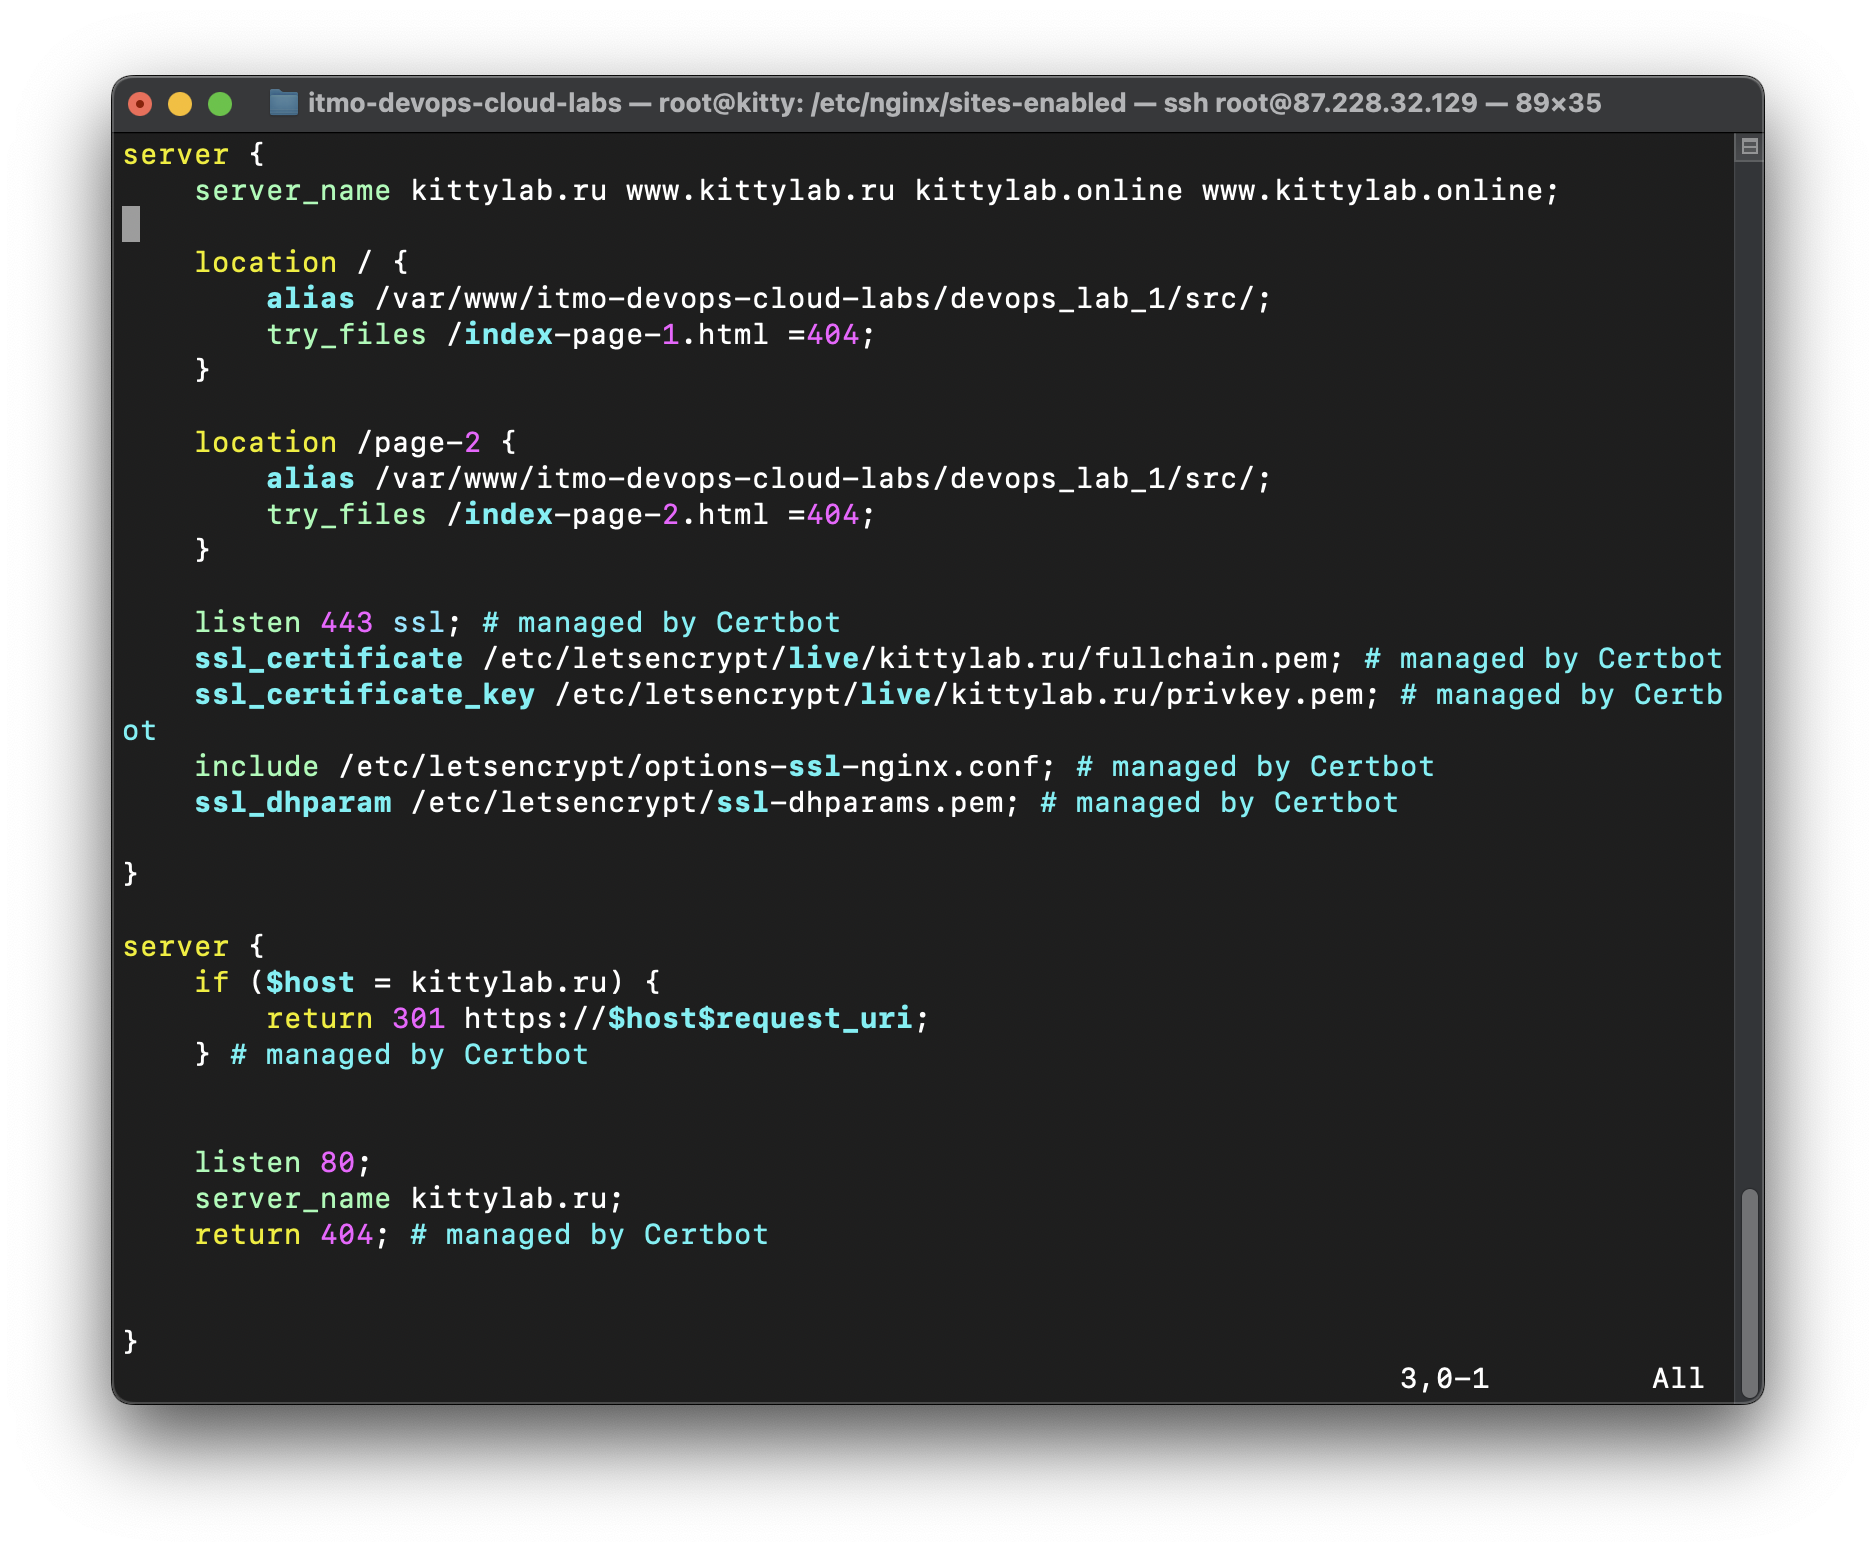 itmo-devops-cloud-labs — root@kitty: /etc/nginx/sites-enabled — ssh root@87.228.32.129 — 89×35
server {
    server_name kittylab.ru www.kittylab.ru kittylab.online www.kittylab.online;

    location / {
        alias /var/www/itmo-devops-cloud-labs/devops_lab_1/src/;
        try_files /index-page-1.html =404;
    }

    location /page-2 {
        alias /var/www/itmo-devops-cloud-labs/devops_lab_1/src/;
        try_files /index-page-2.html =404;
    }

    listen 443 ssl; # managed by Certbot
    ssl_certificate /etc/letsencrypt/live/kittylab.ru/fullchain.pem; # managed by Certbot
    ssl_certificate_key /etc/letsencrypt/live/kittylab.ru/privkey.pem; # managed by Certb
ot
    include /etc/letsencrypt/options-ssl-nginx.conf; # managed by Certbot
    ssl_dhparam /etc/letsencrypt/ssl-dhparams.pem; # managed by Certbot

}

server {
    if ($host = kittylab.ru) {
        return 301 https://$host$request_uri;
    } # managed by Certbot


    listen 80;
    server_name kittylab.ru;
    return 404; # managed by Certbot


}
3,0-1 All